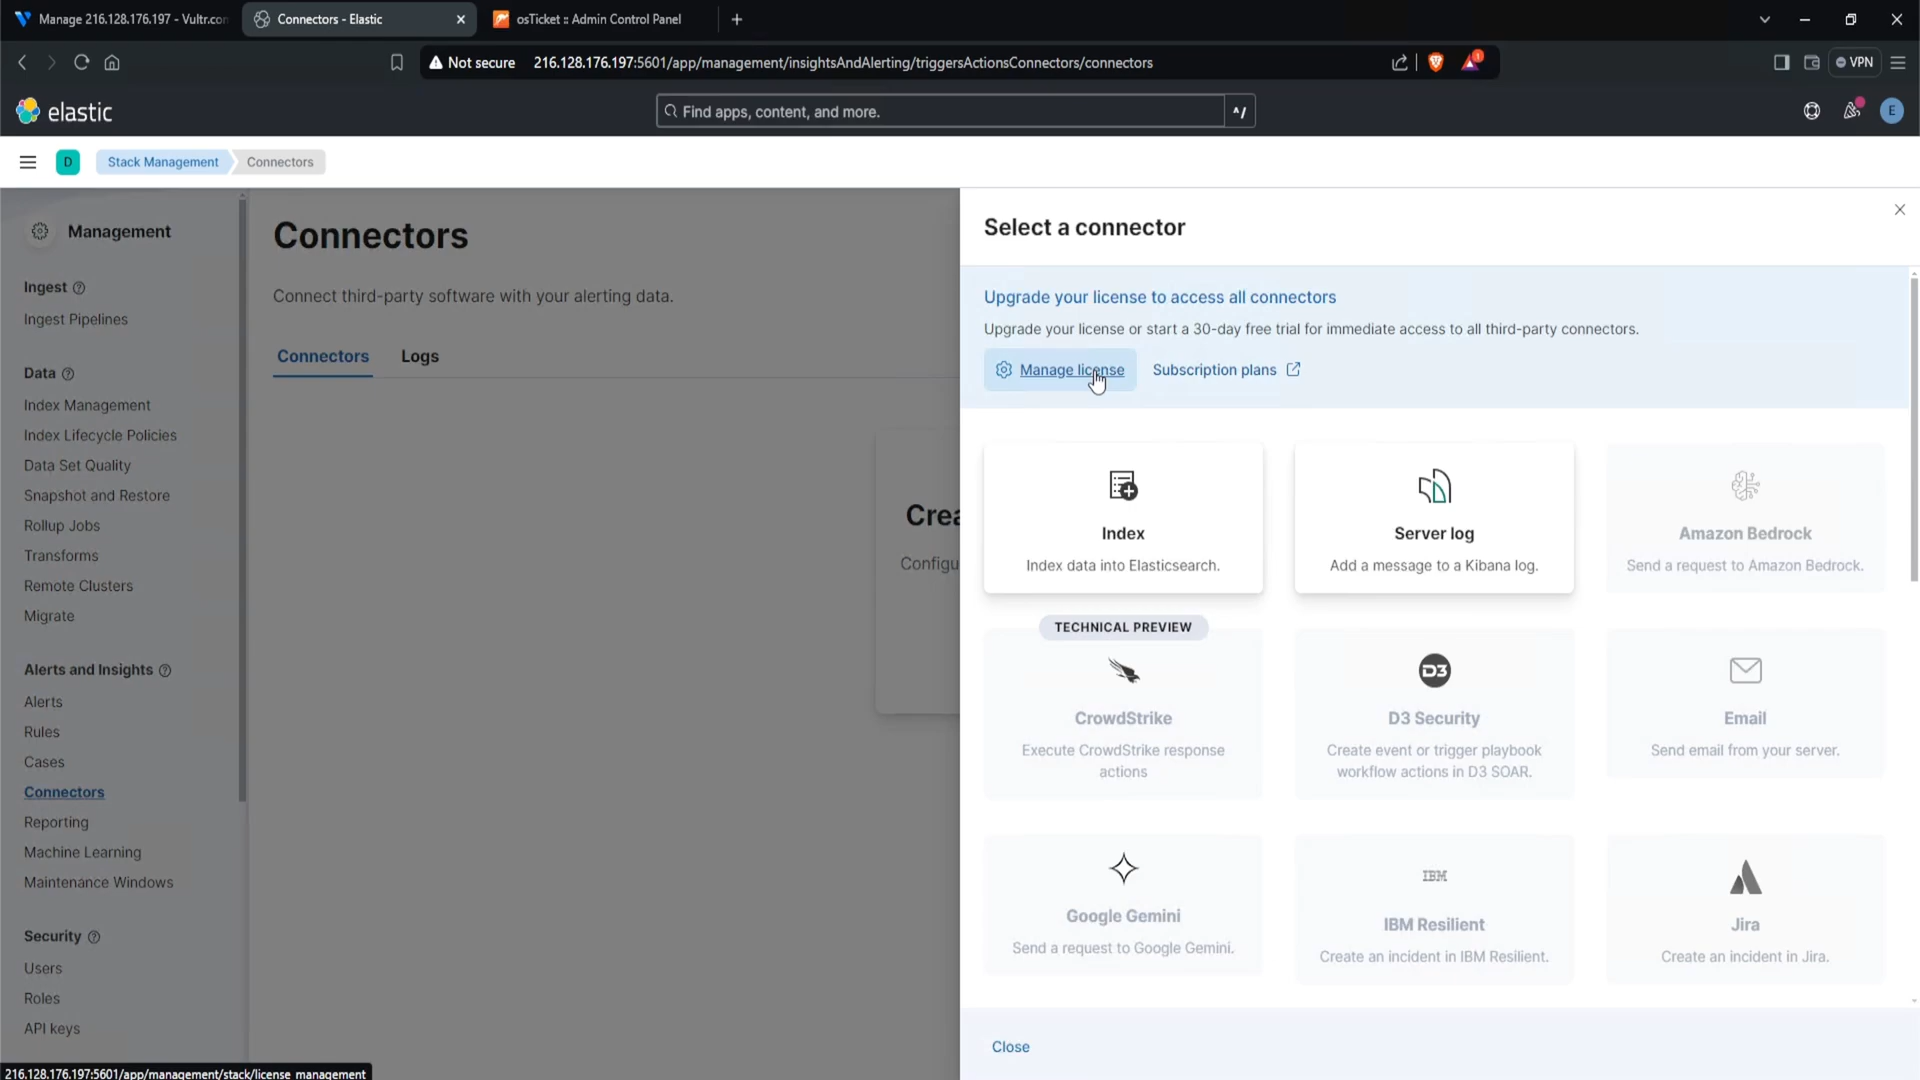 Manage 216.128.176.197 - Vultr.con
Connectors - Elastic
osTicket :: Admin Control Panel
Not secure
216.128.176.197:5601/app/management/insightsAndAlerting/triggersActionsConnectors/connectors
1
VPN
elastic
Find apps, content, and more.
^/
E
D
Stack Management
Connectors
Management
Ingest
Ingest Pipelines
Data
Index Management
Index Lifecycle Policies
Data Set Quality
Snapshot and Restore
Rollup Jobs
Transforms
Remote Clusters
Migrate
Alerts and Insights
Alerts
Rules
Cases
Connectors
Reporting
Machine Learning
Maintenance Windows
Security
Users
Roles
API keys
216.128.176.197:5601/app/management/stack/license_management
Connectors
Connect third-party software with your alerting data.
Connectors
Logs
Crea
Configu
Select a connector
Upgrade your license to access all connectors
Upgrade your license or start a 30-day free trial for immediate access to all third-party connectors.
Manage license
Subscription plans
Index
Index data into Elasticsearch.
Server log
Add a message to a Kibana log.
Amazon Bedrock
Send a request to Amazon Bedrock.
TECHNICAL PREVIEW
CrowdStrike
Execute CrowdStrike response
actions
D3
D3 Security
Create event or trigger playbook
workflow actions in D3 SOAR.
Email
Send email from your server.
Google Gemini
Send a request to Google Gemini.
IBM
IBM Resilient
Create an incident in IBM Resilient.
Jira
Create an incident in Jira.
Close